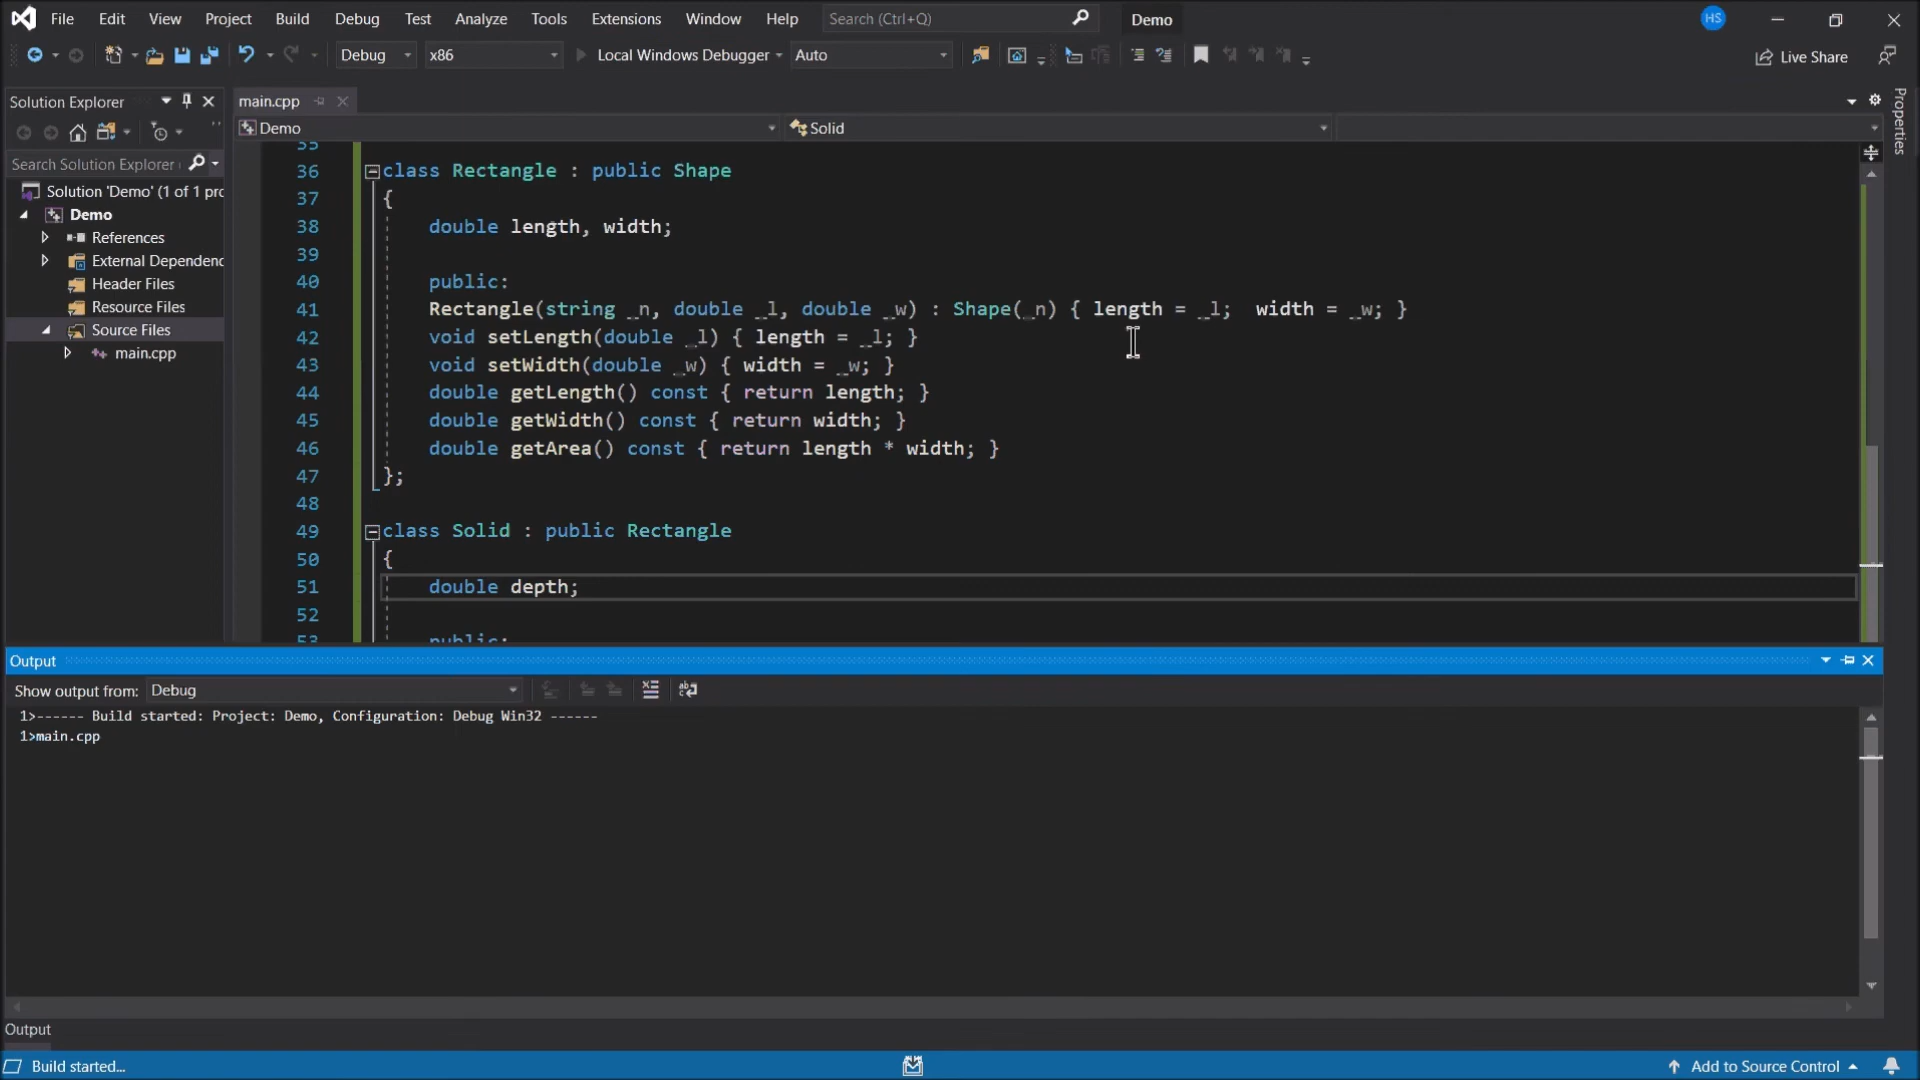 File Edit View Project Build Debug Test Analyze Tools Extensions Window Help Search (Ctrl+Q) Demo HS
Debug x86 Local Windows Debugger Auto Live Share
Solution Explorer
main.cpp
Properties
Demo Solid
Search Solution Explorer
Solution 'Demo' (1 of 1 pro
Demo
References
External Dependenc
Header Files
Resource Files
Source Files
main.cpp
35
36 class Rectangle : public Shape
37 {
38 double length, width;
39
40 public:
41 Rectangle(string _n, double _l, double _w) : Shape(_n) { length = _l;  width = _w; }
42 void setLength(double _l) { length = _l; }
43 void setWidth(double _w) { width = _w; }
44 double getLength() const { return length; }
45 double getWidth() const { return width; }
46 double getArea() const { return length * width; }
47 };
48
49 class Solid : public Rectangle
50 {
51 double depth;
52
53 public:
Output
Show output from: Debug
1>------ Build started: Project: Demo, Configuration: Debug Win32 ------
1>main.cpp
Output
Build started... Add to Source Control